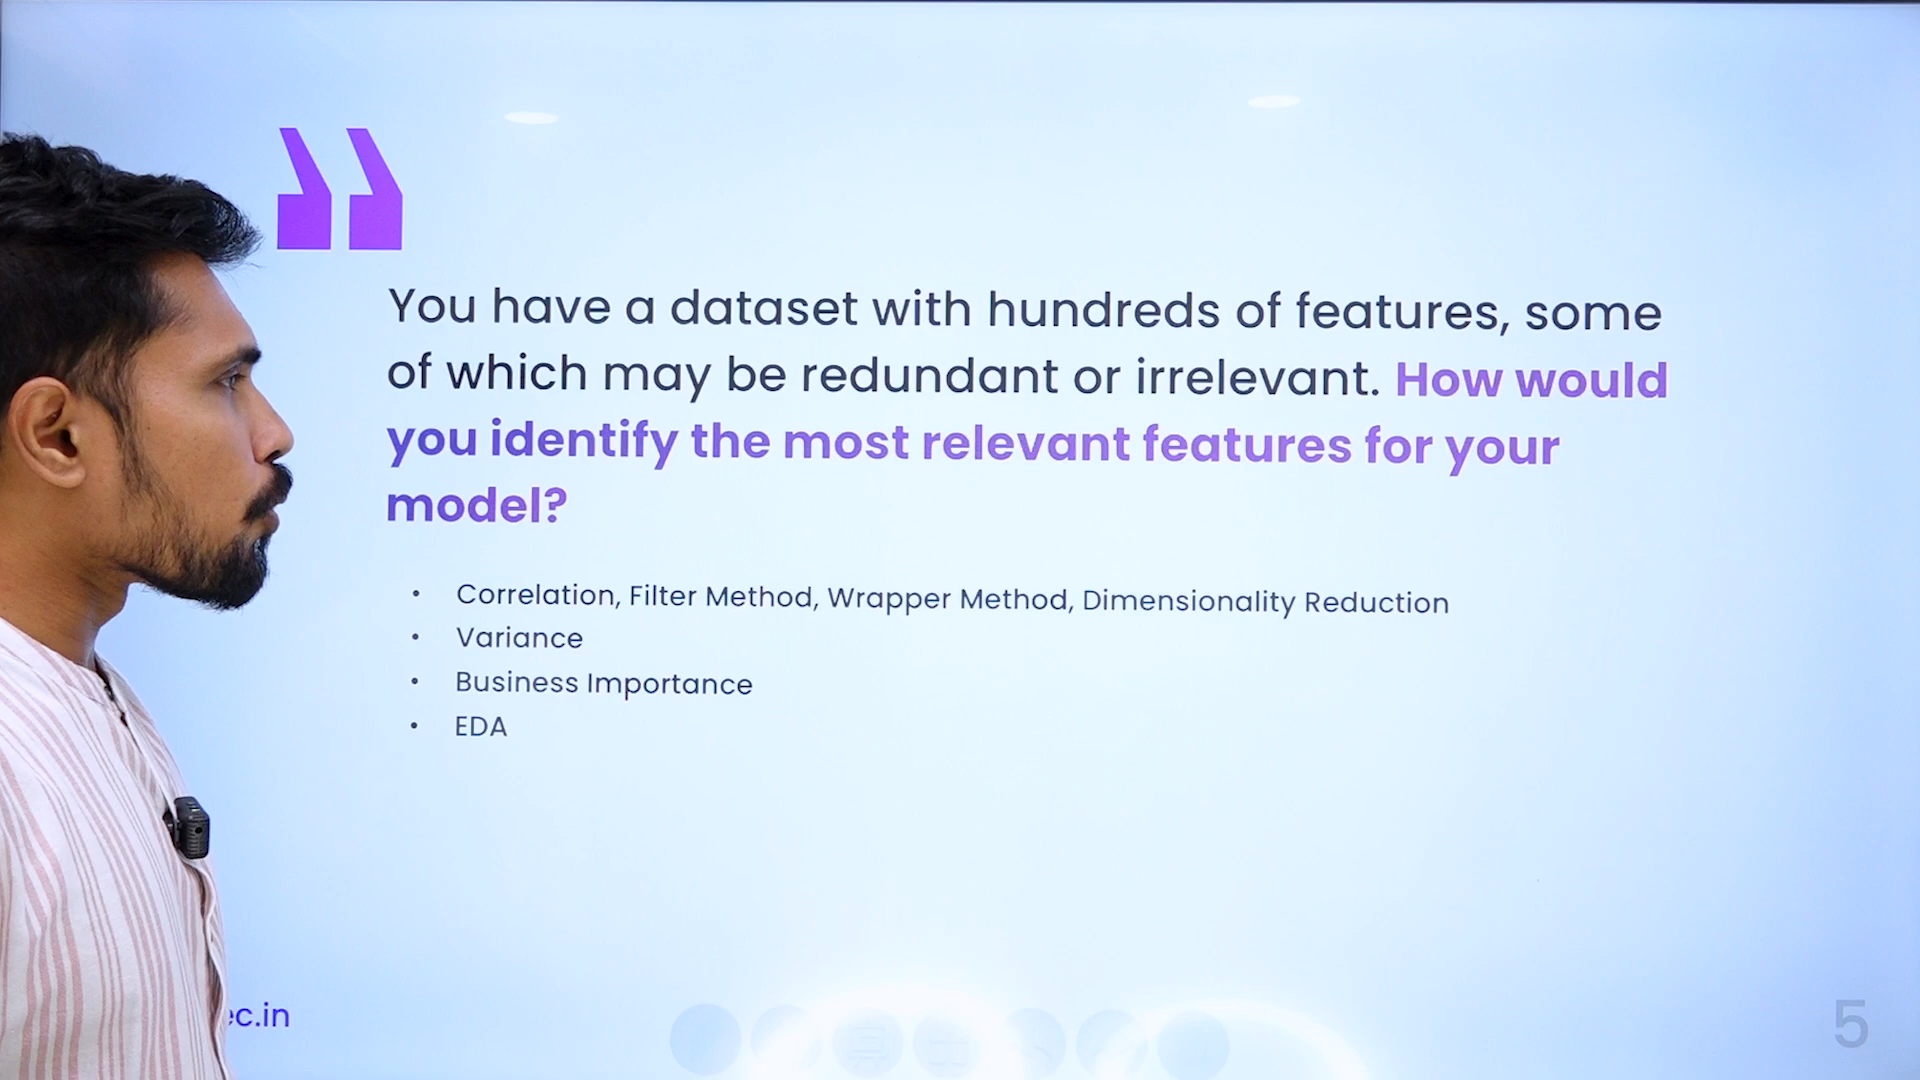 You have a dataset with hundreds of features, some
of which may be redundant or irrelevant. How would
you identify the most relevant features for your
model?
• Correlation, Filter Method, Wrapper Method, Dimensionality Reduction
• Variance
• Business Importance
• EDA
5